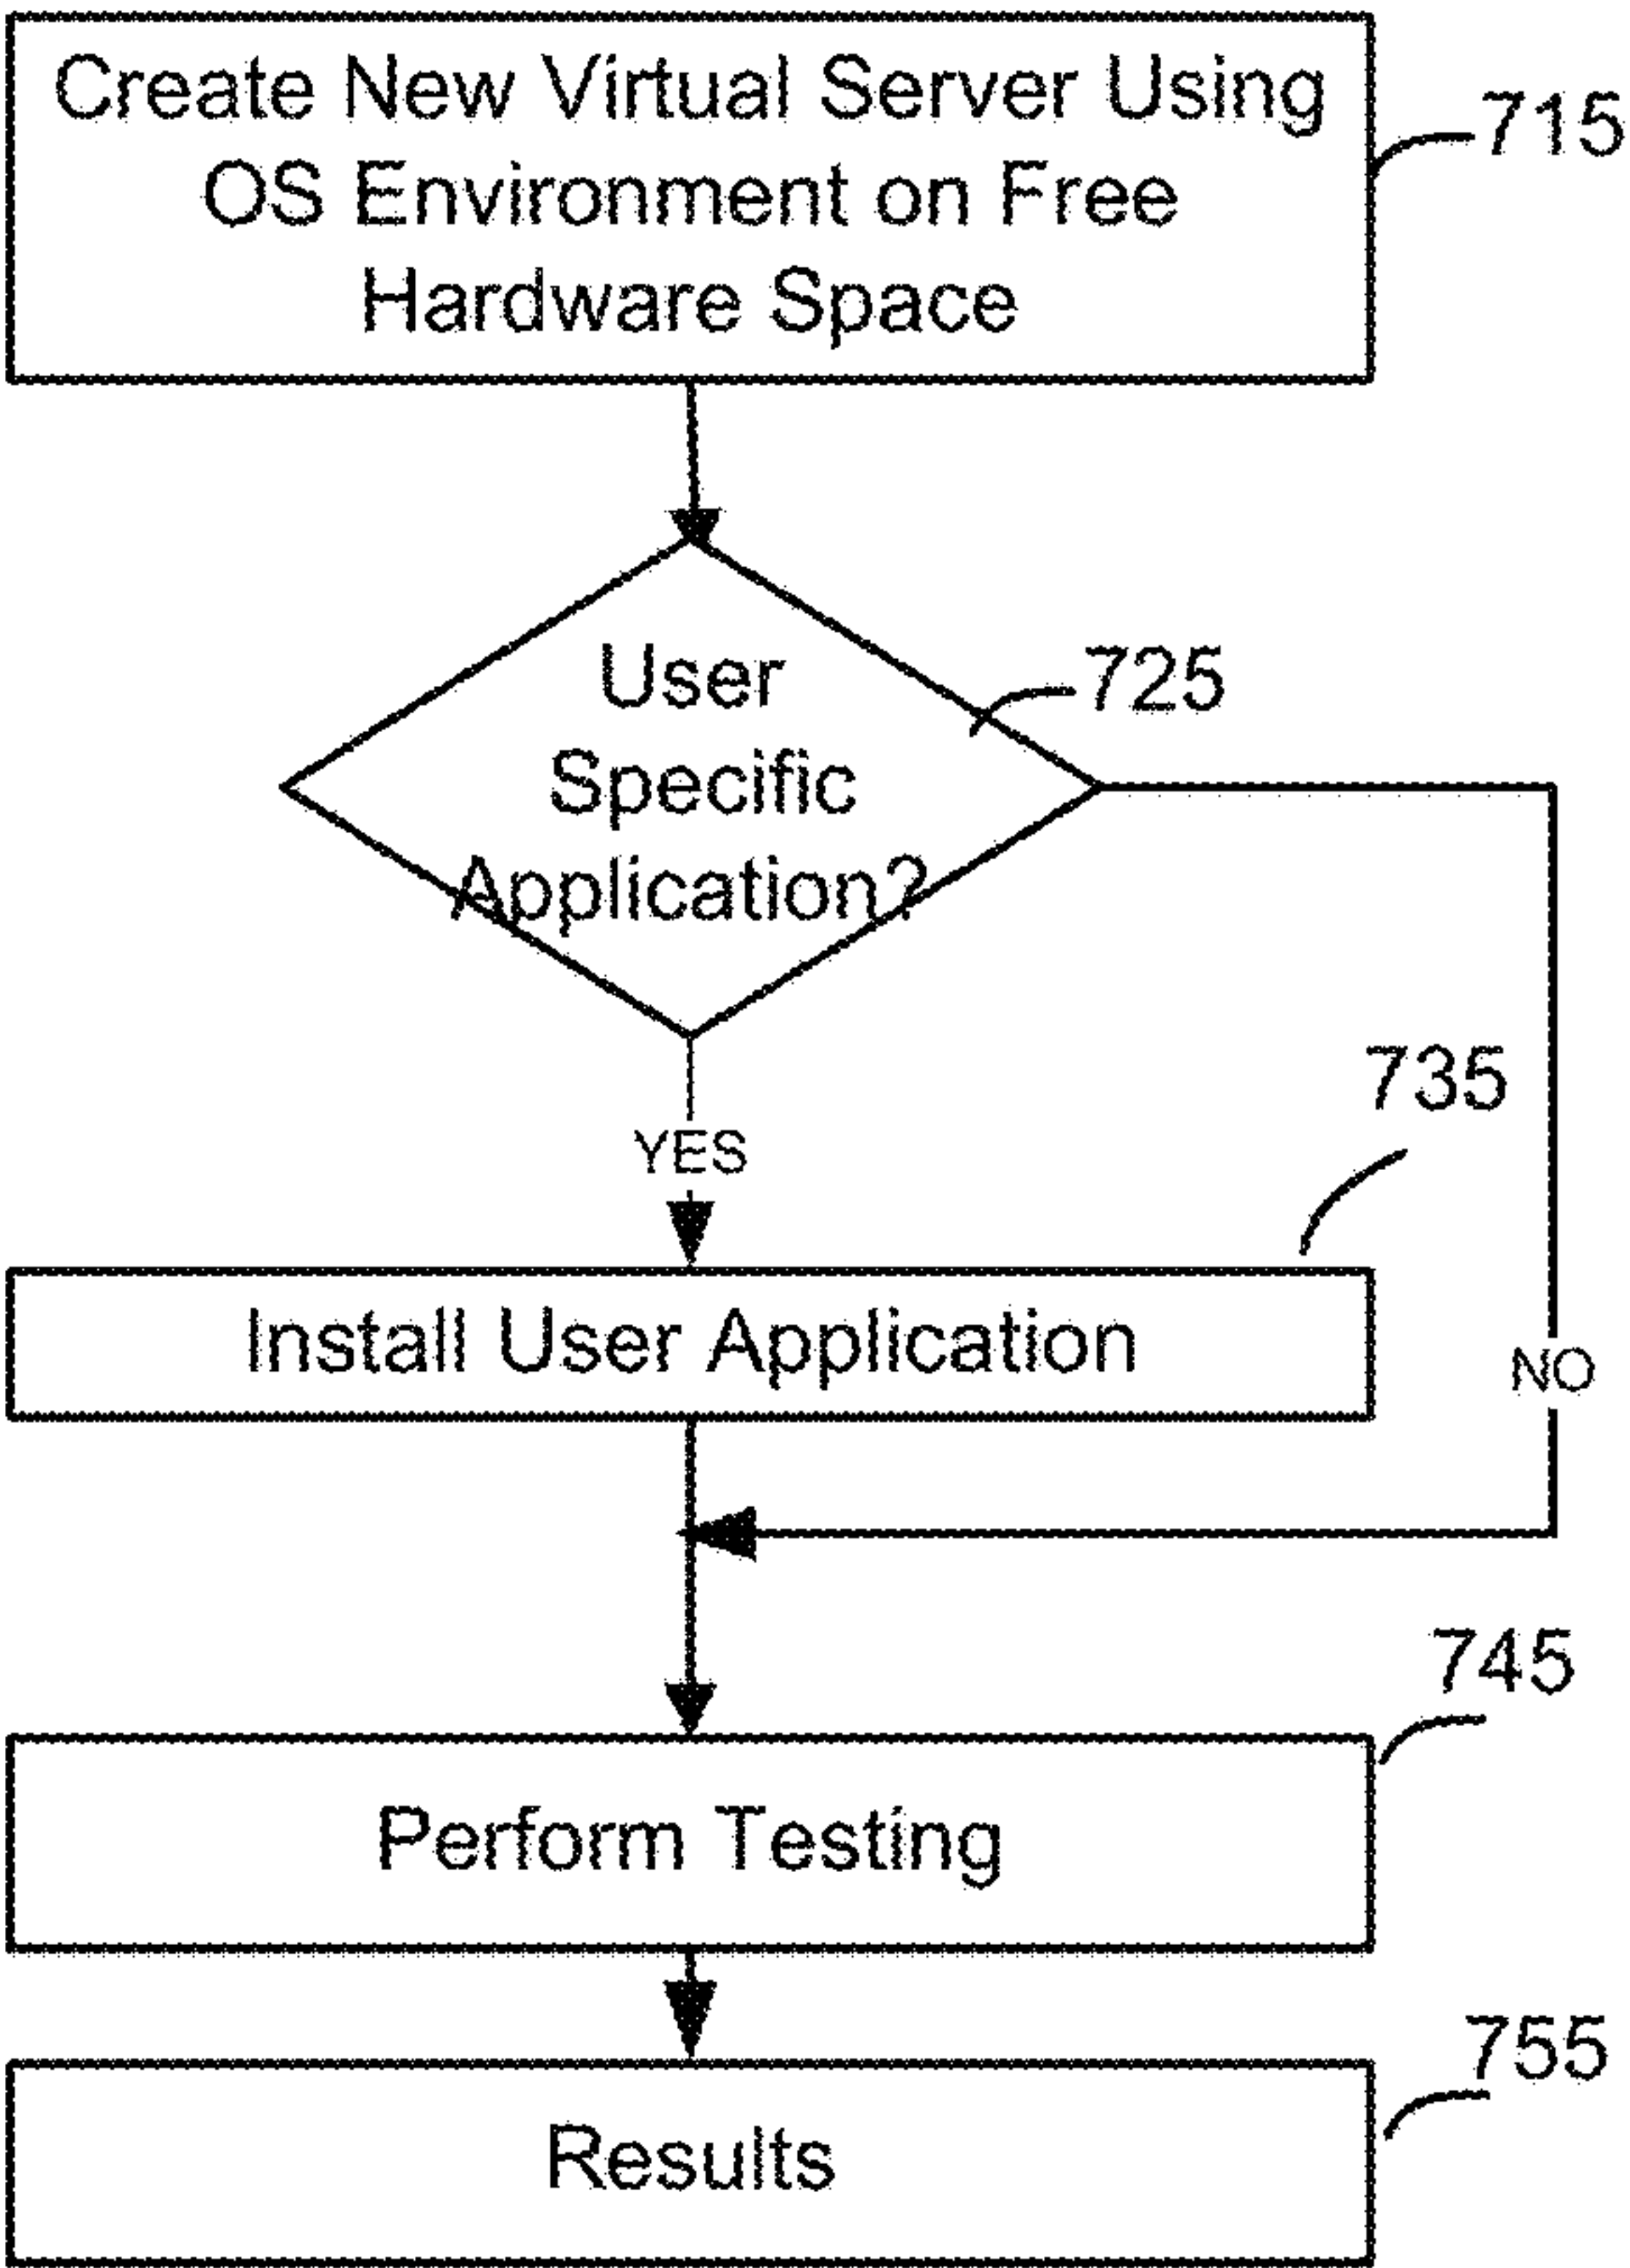 Create New Virtual Server Using
OS Environment on Free
Hardware Space
715
User
Specific
Application?
725
YES
735
Install User Application
NO
745
Perform Testing
755
Results